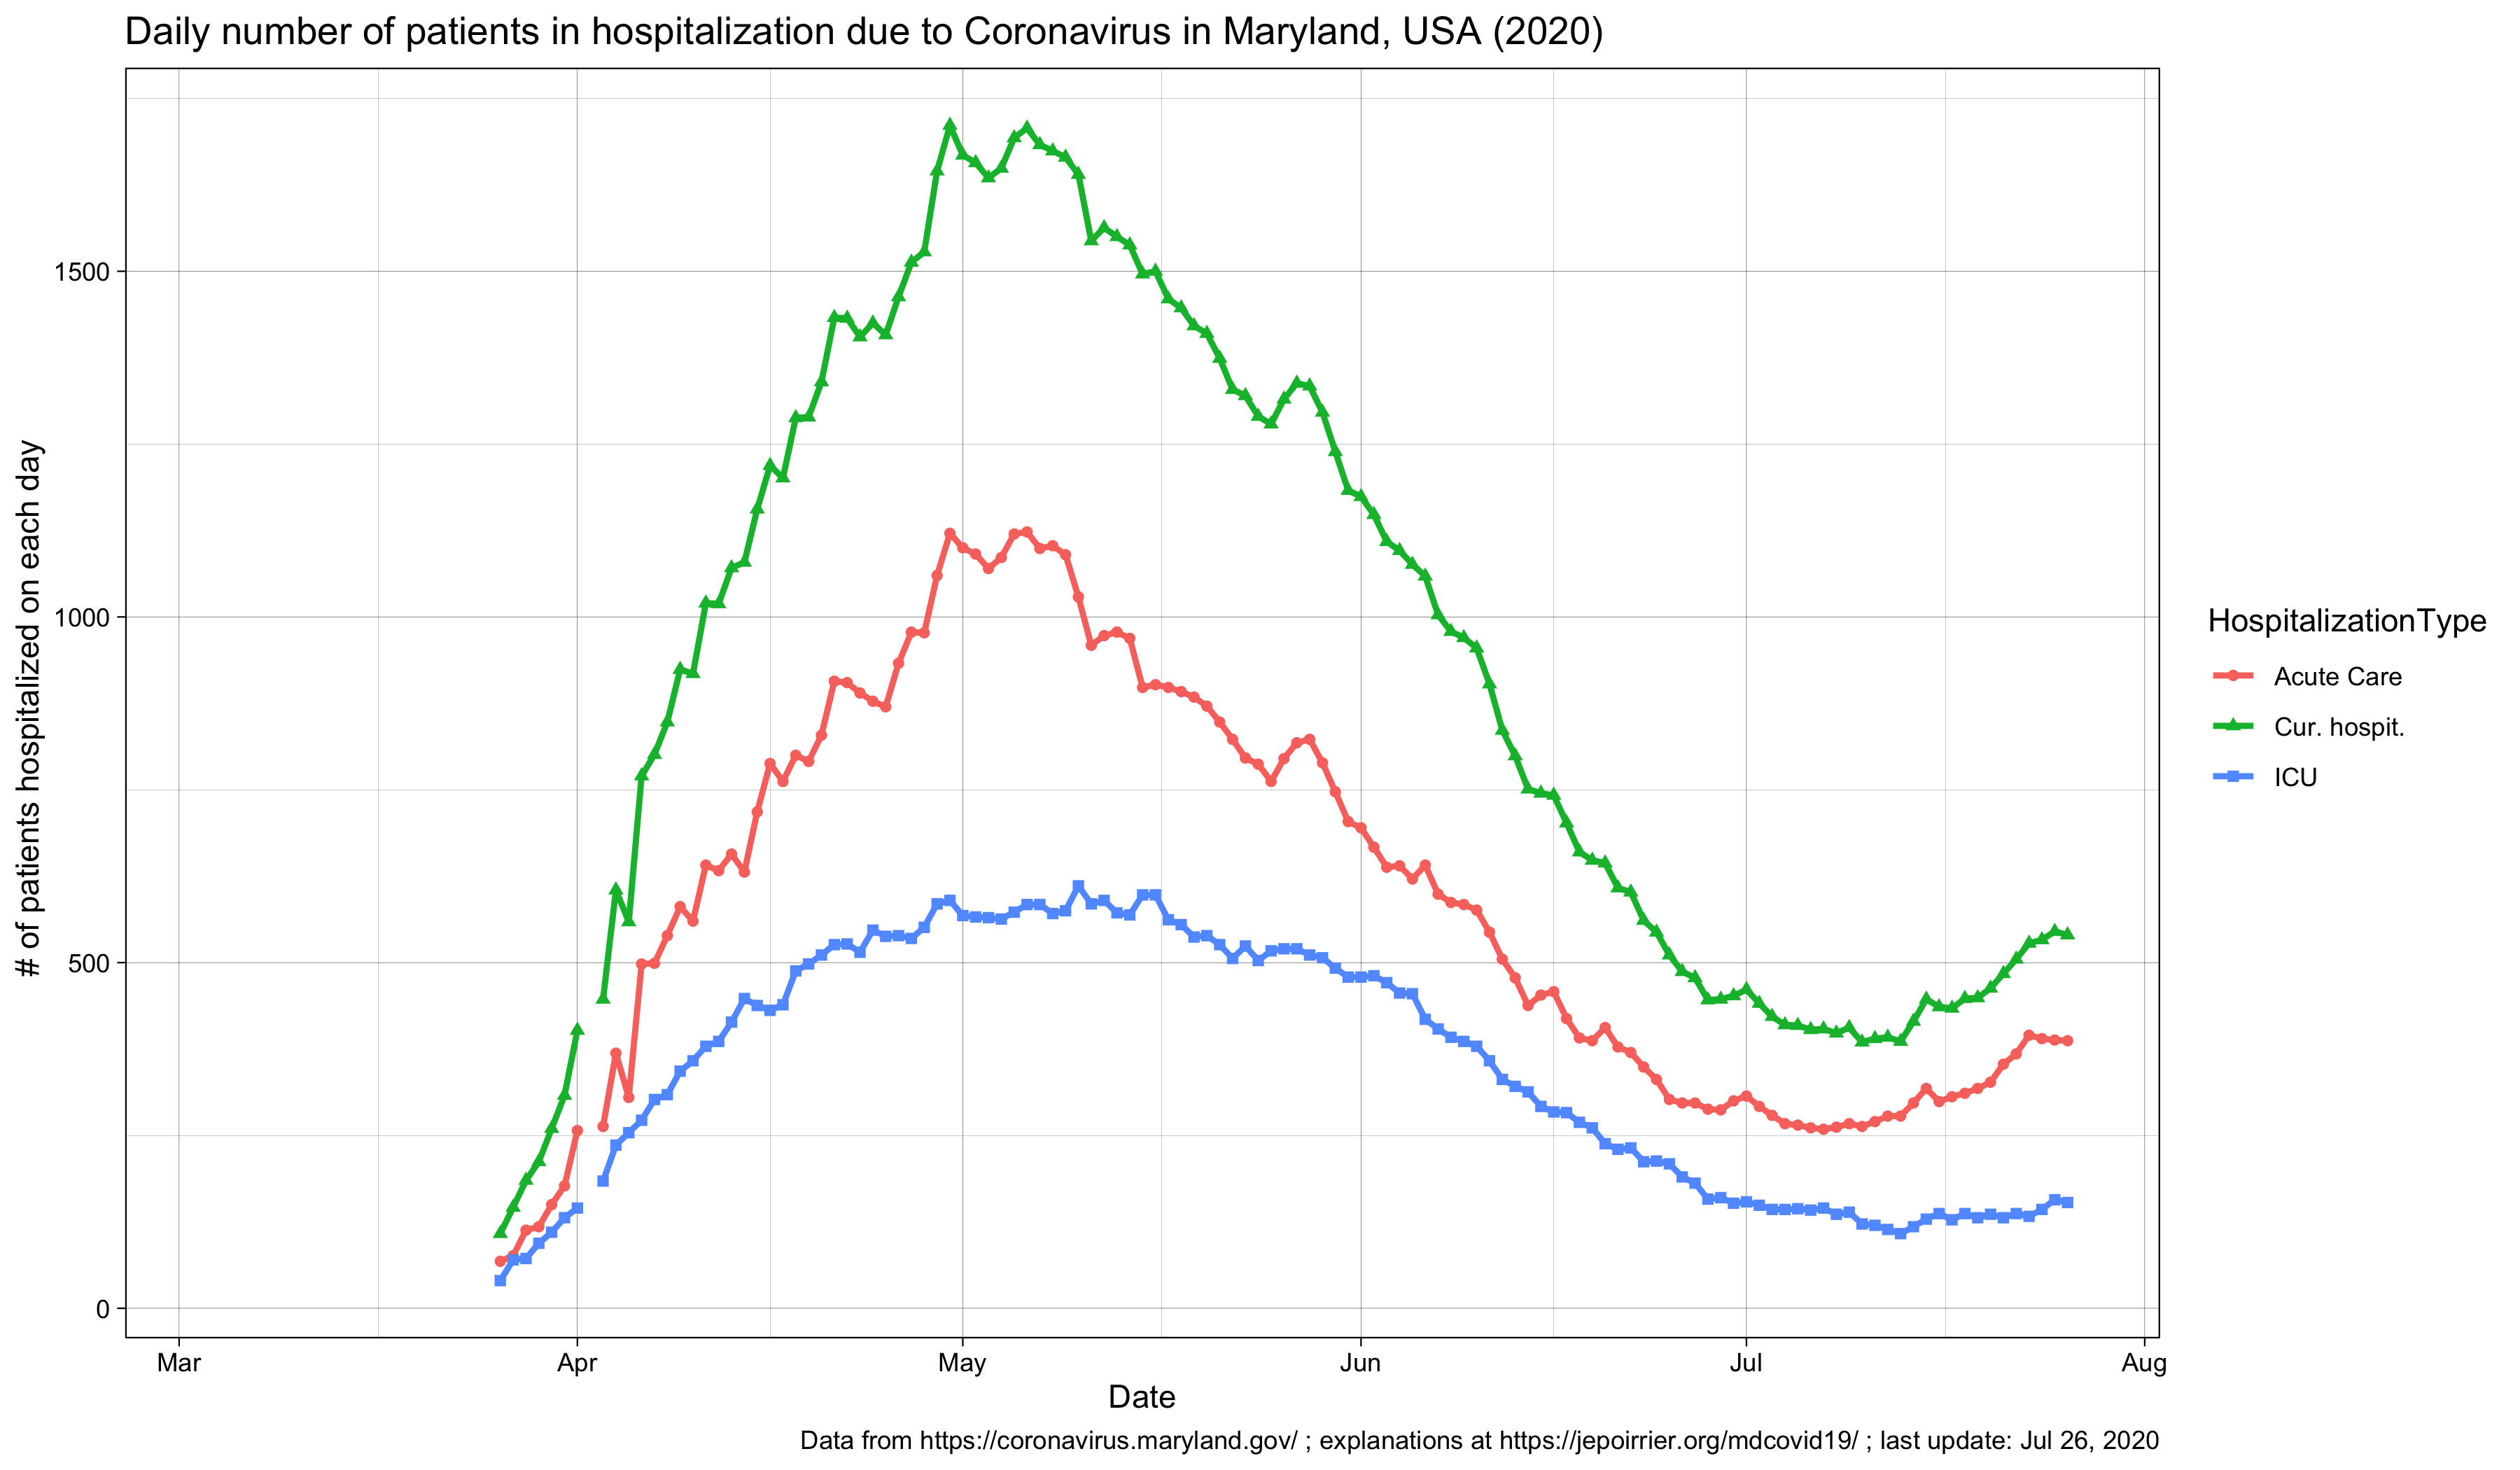 Daily number of patients in hospitalization due to Coronavirus in Maryland, USA (2020)
# of patients hospitalized on each day
1500
1000
500
0
Mar Apr May Jun Jul Aug
Date
HospitalizationType
Acute Care
Cur. hospit.
ICU
Data from https://coronavirus.maryland.gov/ ; explanations at https://jepoirrier.org/mdcovid19/ ; last update: Jul 26, 2020